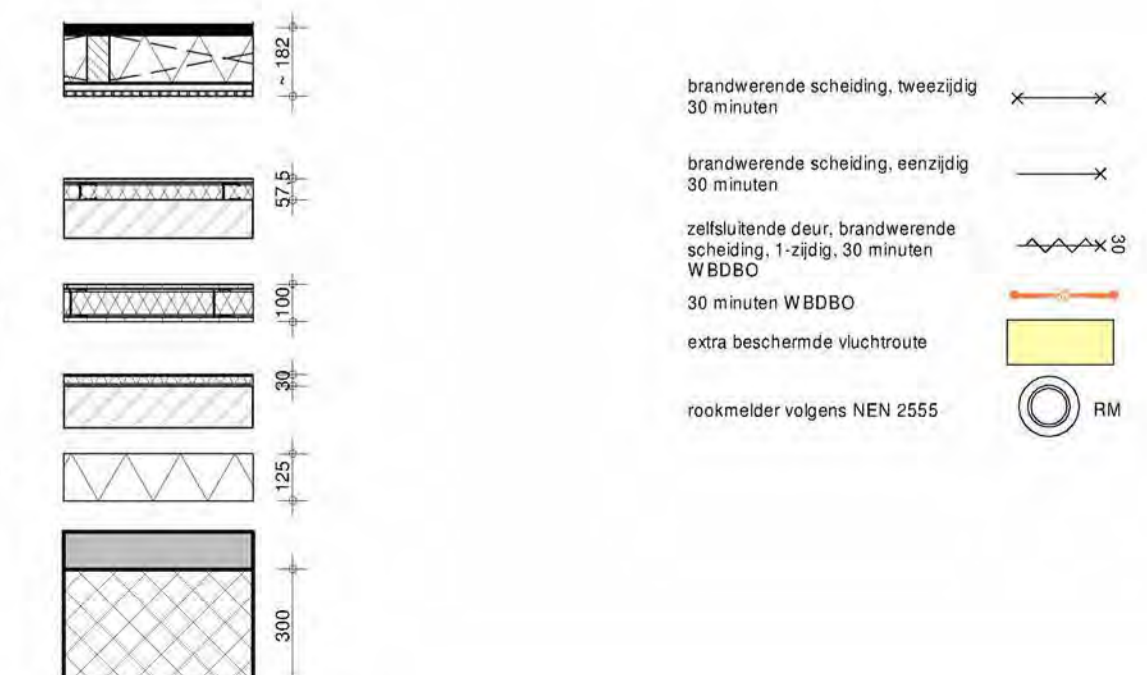 ~ 182
57,5
100
30
125
300
brandwerende scheiding, tweezijdig
30 minuten
brandwerende scheiding, eenzijdig
30 minuten
zelfsluitende deur, brandwerende
scheiding, 1-zijdig, 30 minuten
WBDBO
30
30 minuten WBDBO
extra beschermde vluchtroute
rookmelder volgens NEN 2555
RM